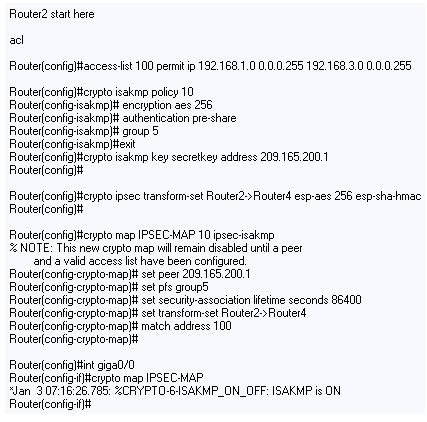 Router2 start here
acl
Router(config)#access-list 100 permit ip 192.168.1.0 0.0.0.255 192.168.3.0 0.0.0.255
Router(config)#crypto isakmp policy 10
Router(config-isakmp)# encryption aes 256
Router(config-isakmp)# authentication pre-share
Router(config-isakmp)# group 5
Router(config-isakmp)#exit
Router(config)#crypto isakmp key secretkey address 209.165.200.1
Router(config)#
Router(config)#crypto ipsec transform-set Router2->Router4 esp-aes 256 esp-sha-hmac
Router(config)#
Router(config)#crypto map IPSEC-MAP 10 ipsec-isakmp
% NOTE: This new crypto map will remain disabled until a peer
and a valid access list have been configured.
Router(config-crypto-map)# set peer 209.165.200.1
Router(config-crypto-map)# set pfs group5
Router(config-crypto-map)# set security-association lifetime seconds 86400
Router(config-crypto-map)# set transform-set Router2->Router4
Router(config-crypto-map)# match address 100
Router(config-crypto-map)#
Router(config)#int giga0/0
Router(config-if)#crypto map IPSEC-MAP
*Jan  3 07:16:26.785: %CRYPTO-6-ISAKMP_ON_OFF: ISAKMP is ON
Router(config-if)#